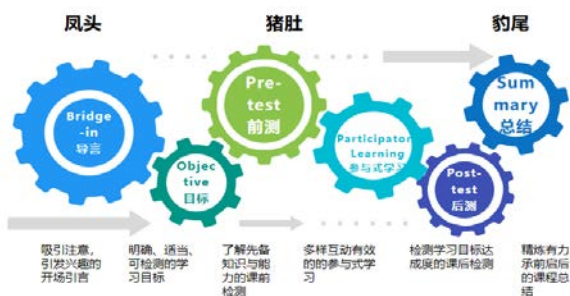 凤头
猪肚
豹尾
Bridge
-in
导言
Objec
tive
目标
Pre-
test
前测
Participator
Learning
参与式学习
Post-
test
后测
Sum
mary
总结
吸引注意，
引发兴趣的
开场引言
明确、适当、
可检测的学
习目标
了解先备
知识与能
力的课前
检测
多样互动有效
的的参与式学
习
检测学习目标达
成度的课后检测
精炼有力
承前启后
的课程总
结